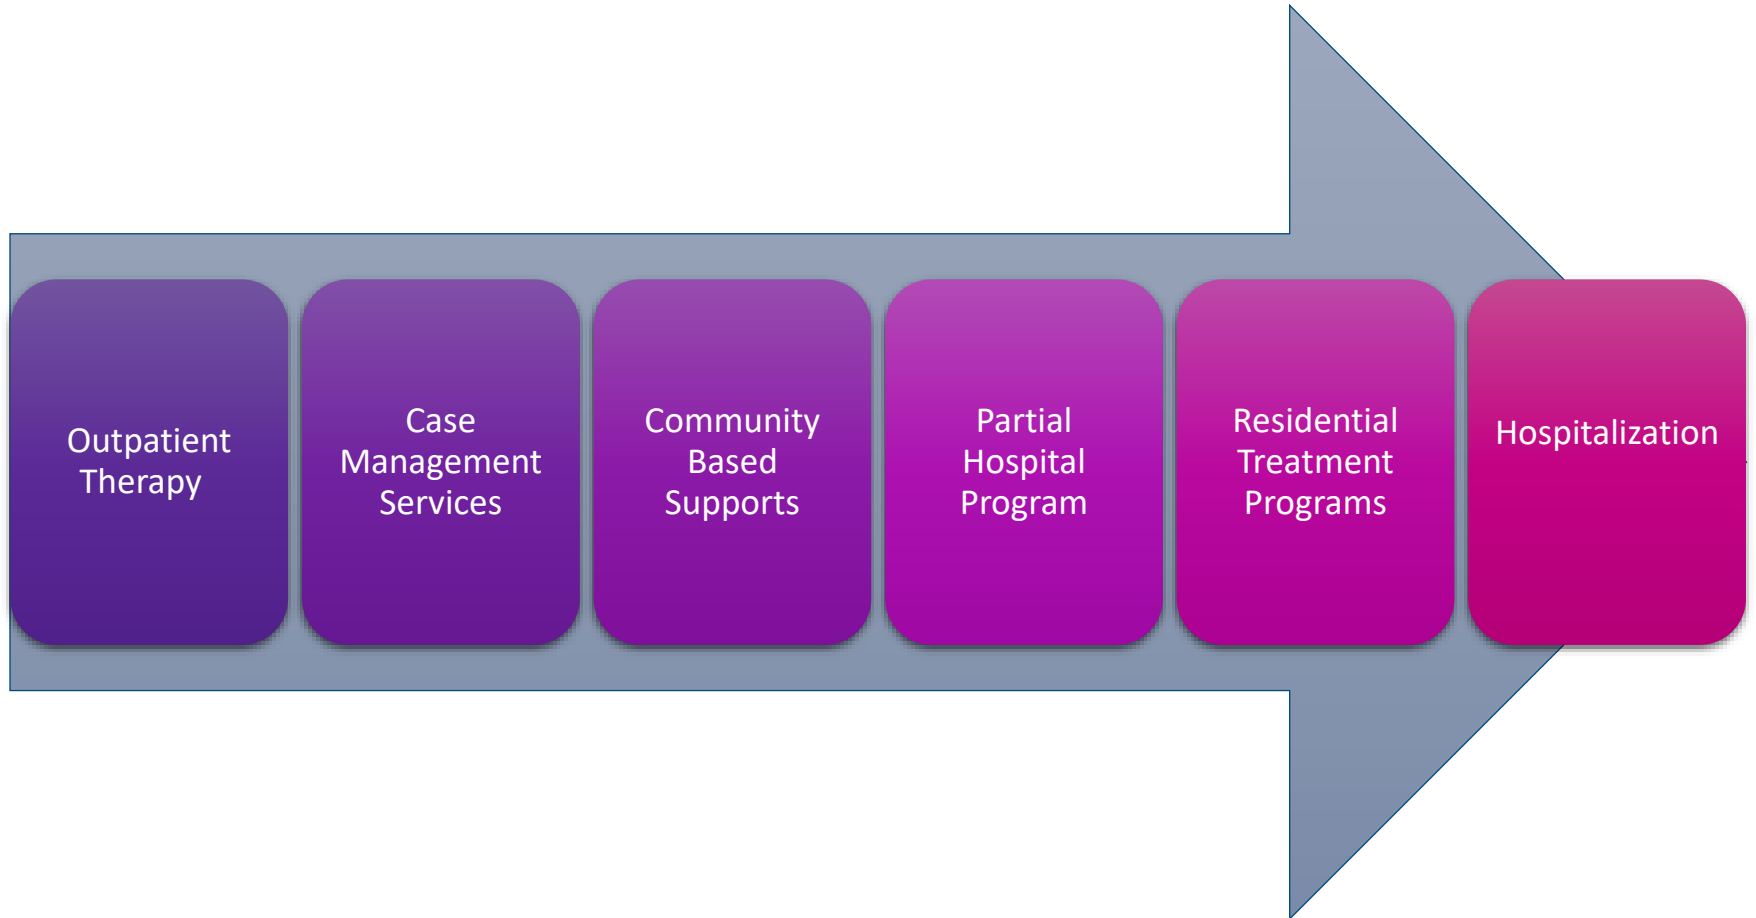 Outpatient
Therapy
Case
Management
Services
Community
Based
Supports
Partial
Hospital
Program
Residential
Treatment
Programs
Hospitalization